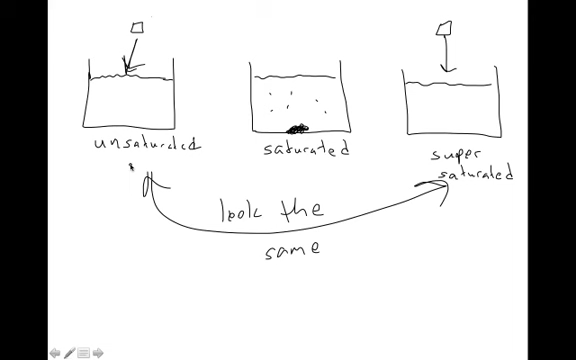 unsaturated
saturated
super
saturated
look the
same